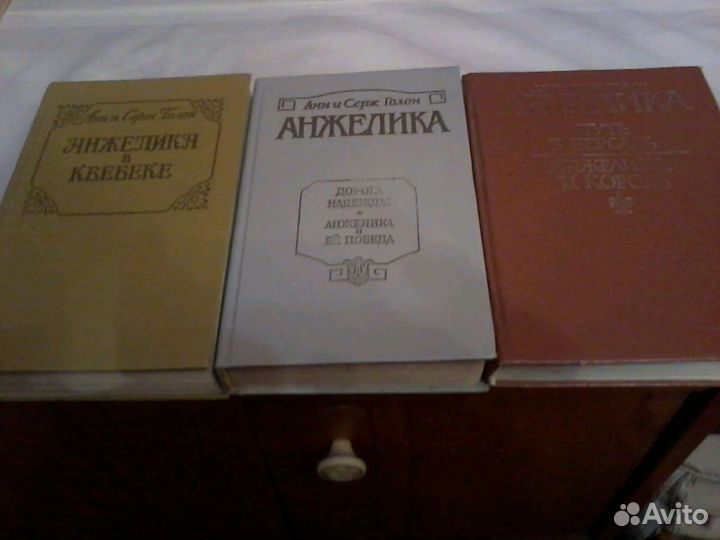 Анн и Серж Голон
АНЖЕЛИКА
В
КВЕБЕКЕ
Анн и Серж Голон
АНЖЕЛИКА
ДОРОГА
НАДЕЖДЫ
АНЖЕЛИКА И
ЕЁ ПОБЕДА
АНЖЕЛИКА
ПУТЬ
В ВЕРСАЛЬ
АНЖЕЛИКА
И КОРОЛЬ
Avito